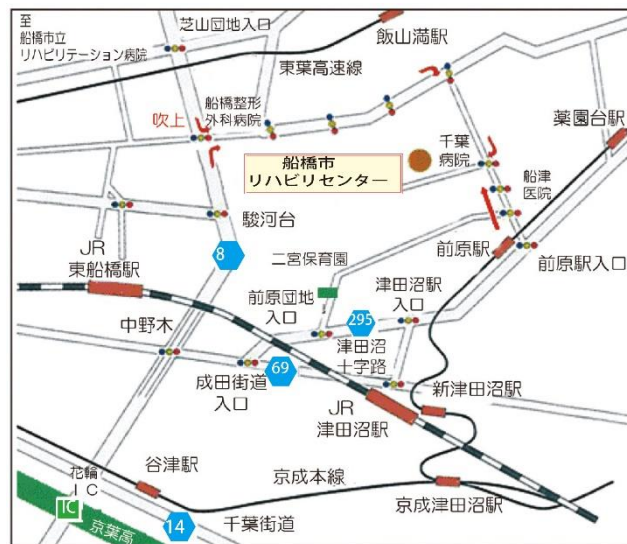 至
船橋市立
リハビリテーション病院
芝山団地入口
飯山満駅
東葉高速線
船橋整形
外科病院
吹上
薬園台駅
千葉
病院
船橋市
リハビリセンター
船津
医院
駿河台
前原駅
8
前原駅入口
JR
東船橋駅
二宮保育園
津田沼駅
入口
前原団地
入口
295
中野木
津田沼
十字路
69
成田街道
入口
新津田沼駅
JR
津田沼駅
谷津駅
京成本線
花輪
IC
京成津田沼駅
IC
14
千葉街道
京葉高